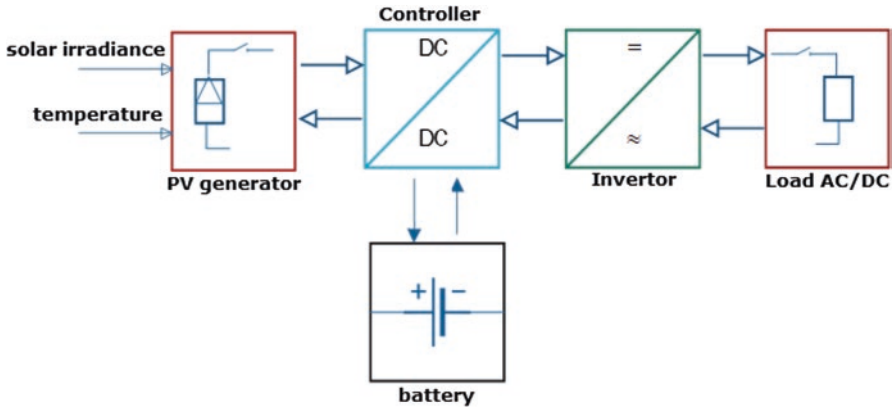 Controller
solar irradiance
temperature
DC
DC
=
≈
PV generator
Invertor
Load AC/DC
+ −
battery